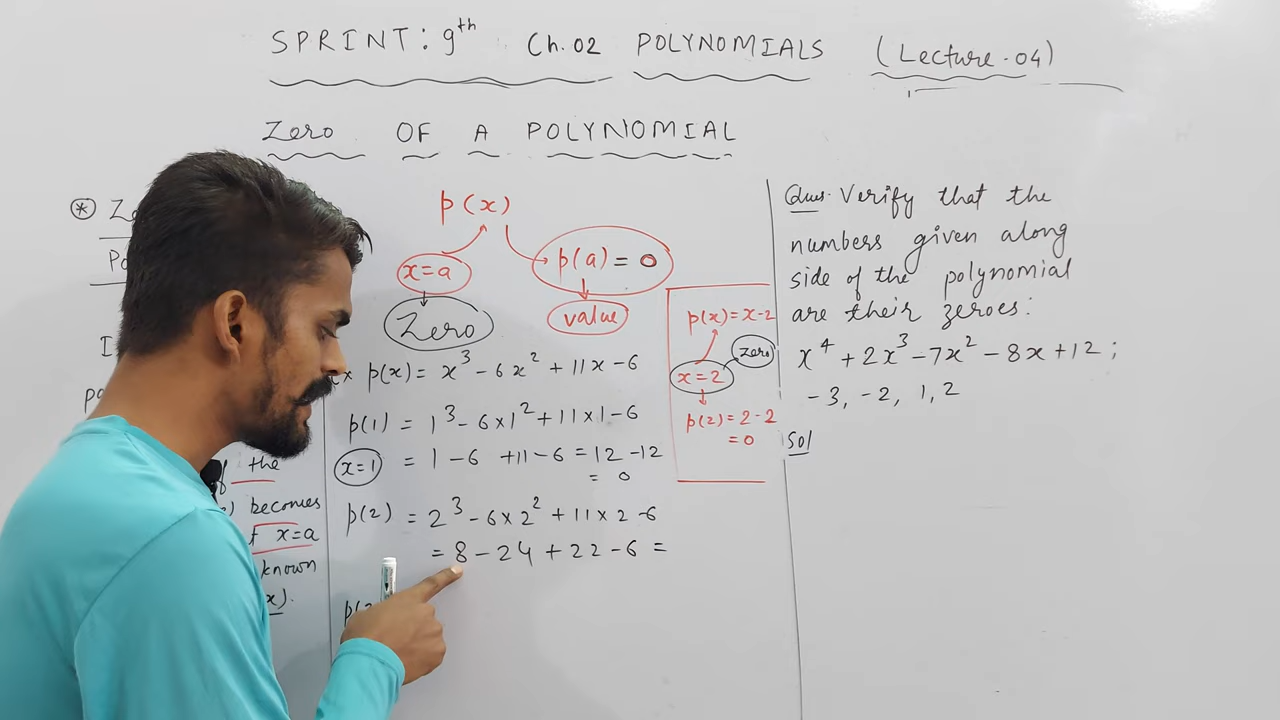 SPRINT: 9th Ch.02 POLYNOMIALS (Lecture-04)
Zero OF A POLYNOMIAL
of the
becomes
x=a
known
x).
p(x)
x=a
p(a) = 0
Zero
value
p(x) = x³ - 6x² + 11x - 6
p(1) = 1³ - 6×1² + 11×1 - 6
x=1 = 1 - 6 + 11 - 6 = 12 - 12
= 0
p(2) = 2³ - 6×2² + 11×2 - 6
= 8 - 24 + 22 - 6 =
p(x) = x-2
zero
x=2
p(2) = 2-2
= 0
Ques. Verify that the
numbers given along
side of the polynomial
are their zeroes:
x⁴ + 2x³ - 7x² - 8x + 12 ;
-3, -2, 1, 2
Sol